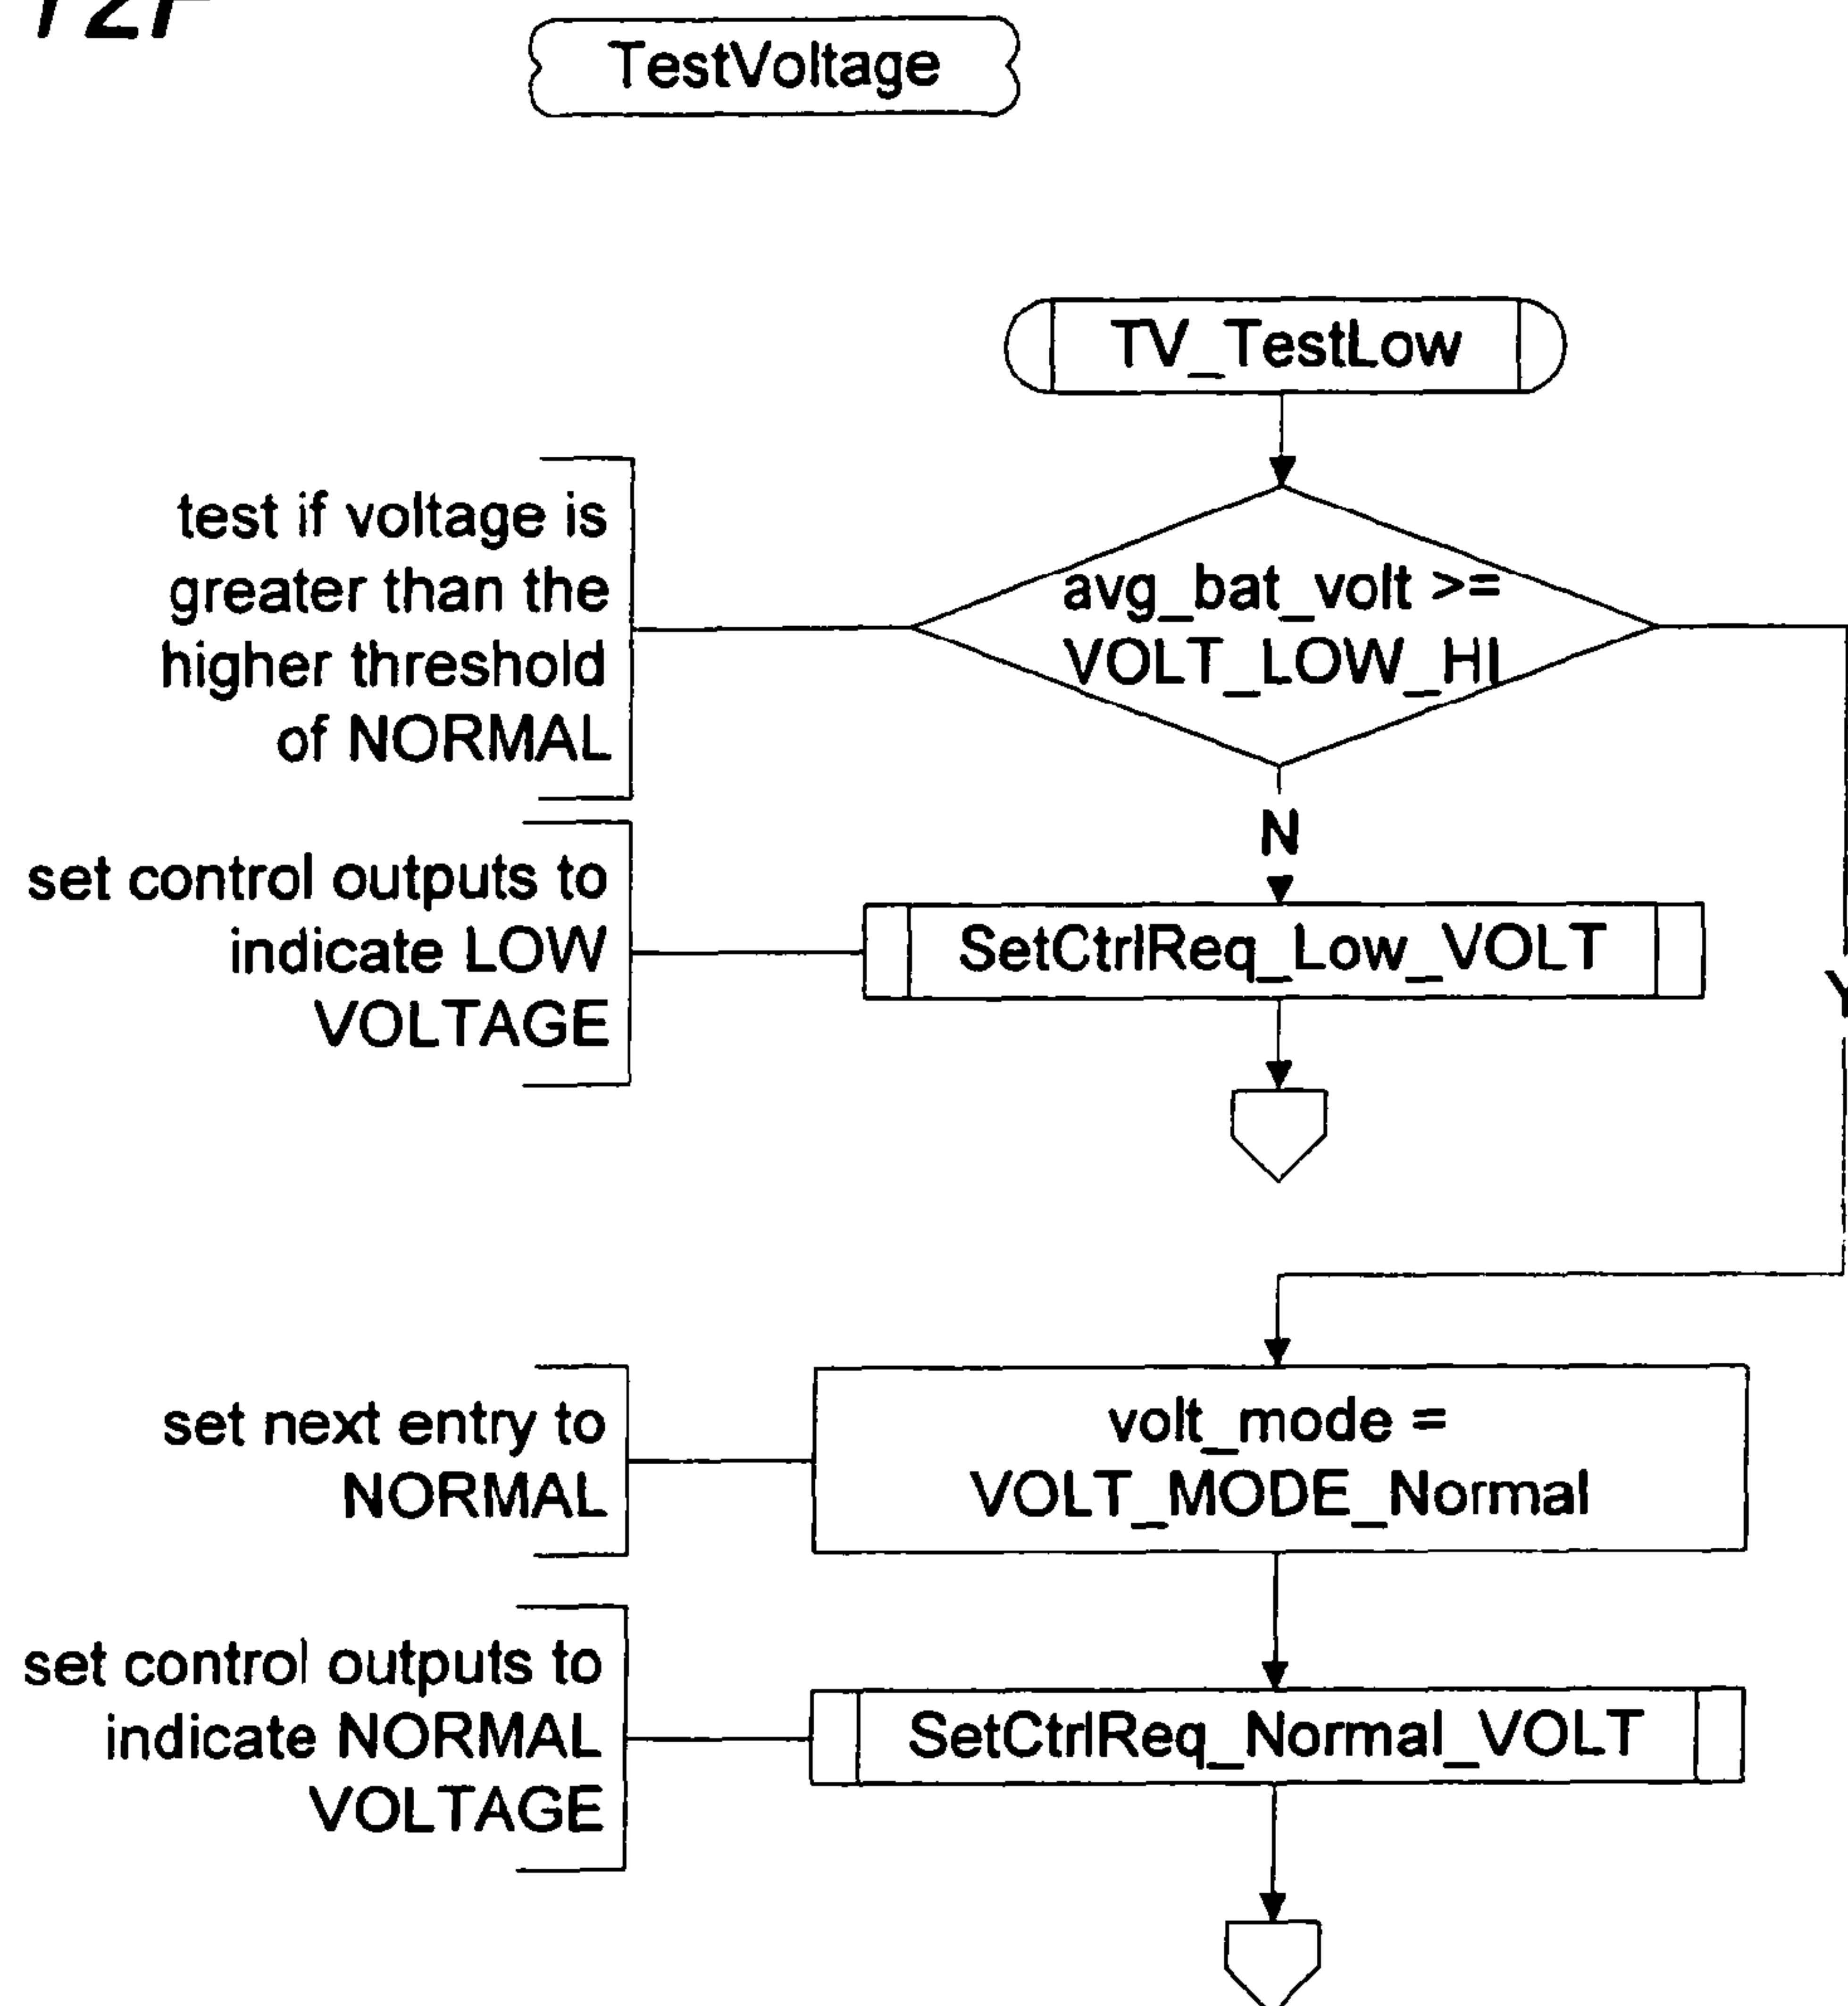 TestVoltage
TV_TestLow
test if voltage is
greater than the
higher threshold
of NORMAL
avg_bat_volt >=
VOLT_LOW_HI
N
set control outputs to
indicate LOW
VOLTAGE
SetCtrlReq_Low_VOLT
Y
set next entry to
NORMAL
volt_mode =
VOLT_MODE_Normal
set control outputs to
indicate NORMAL
VOLTAGE
SetCtrlReq_Normal_VOLT